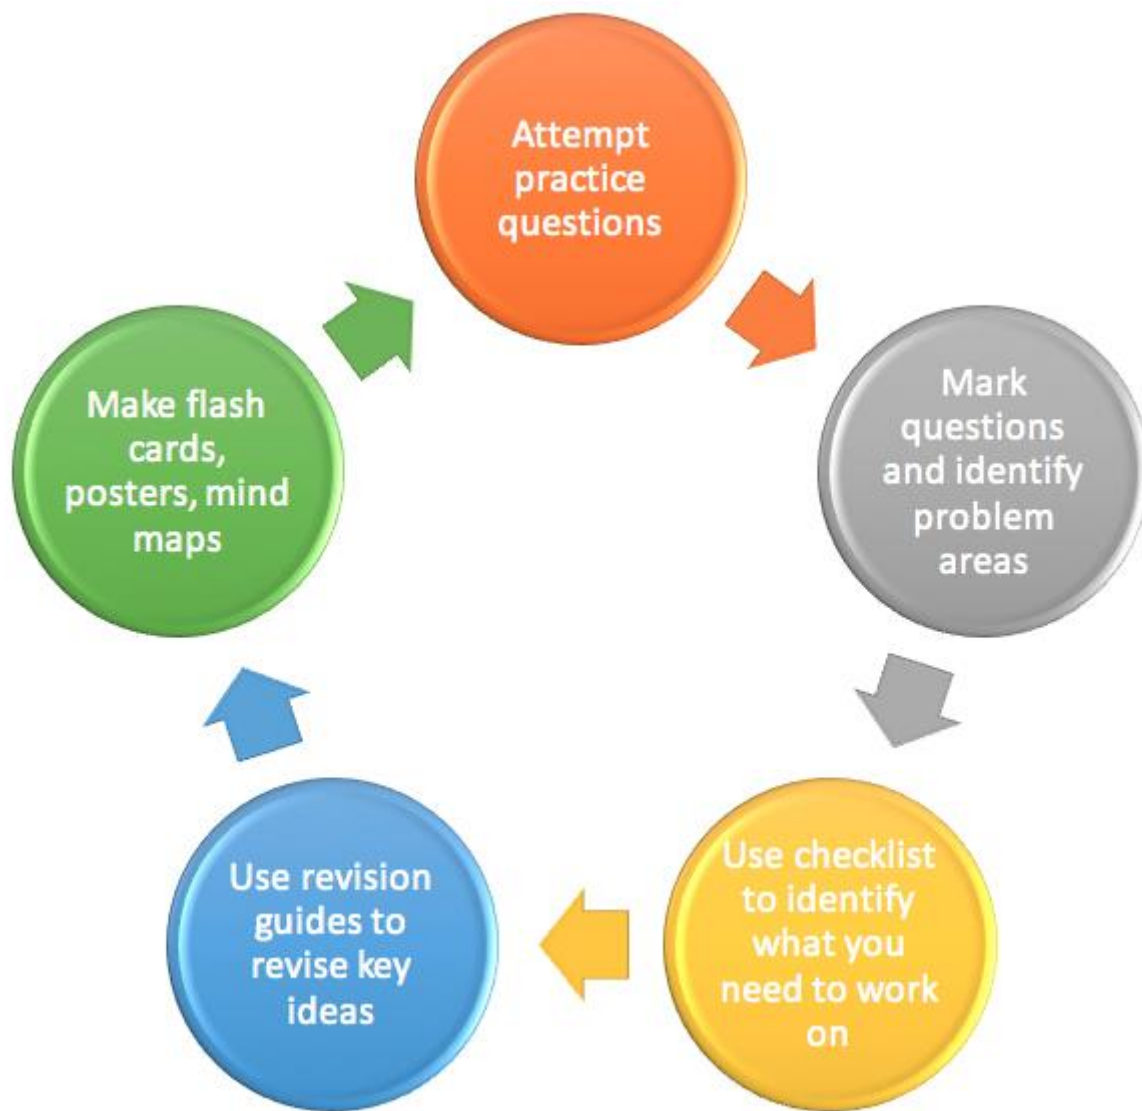 Attempt
practice
questions
Mark
questions
and identify
problem
areas
Use checklist
to identify
what you
need to work
on
Use revision
guides to
revise key
ideas
Make flash
cards,
posters, mind
maps